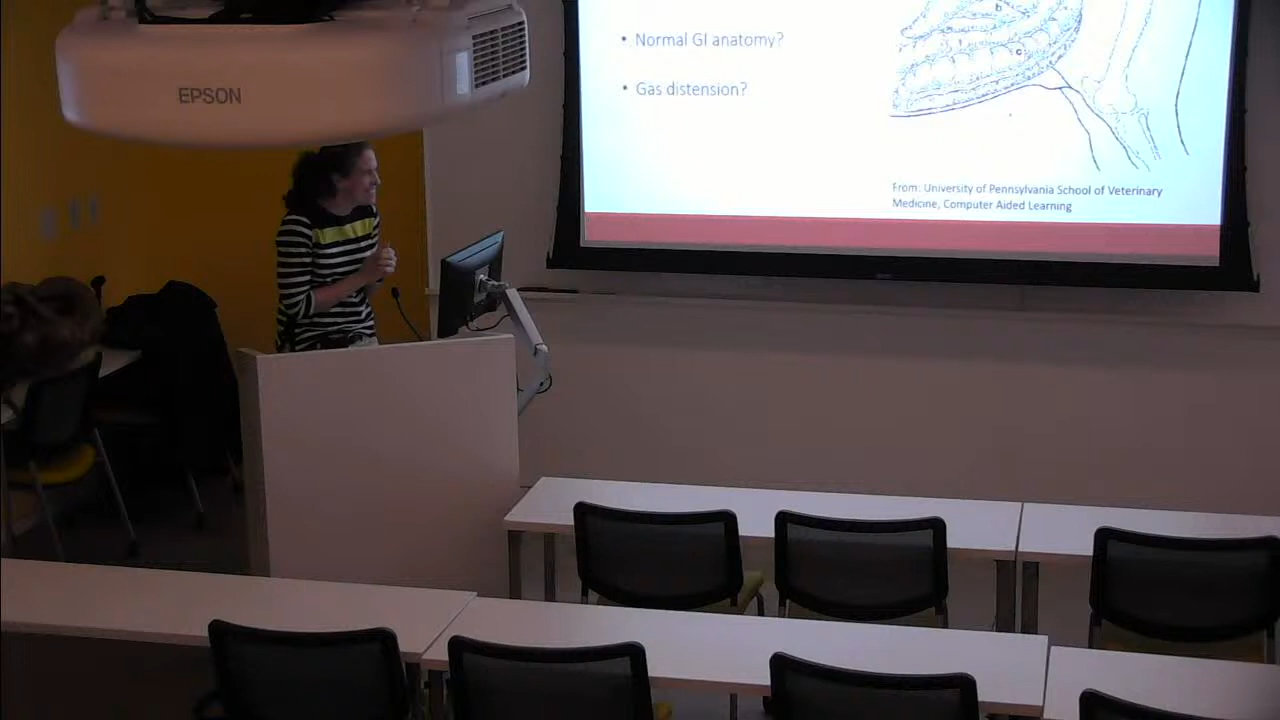 EPSON
• Normal GI anatomy?
• Gas distension?
From: University of Pennsylvania School of Veterinary
Medicine, Computer Aided Learning